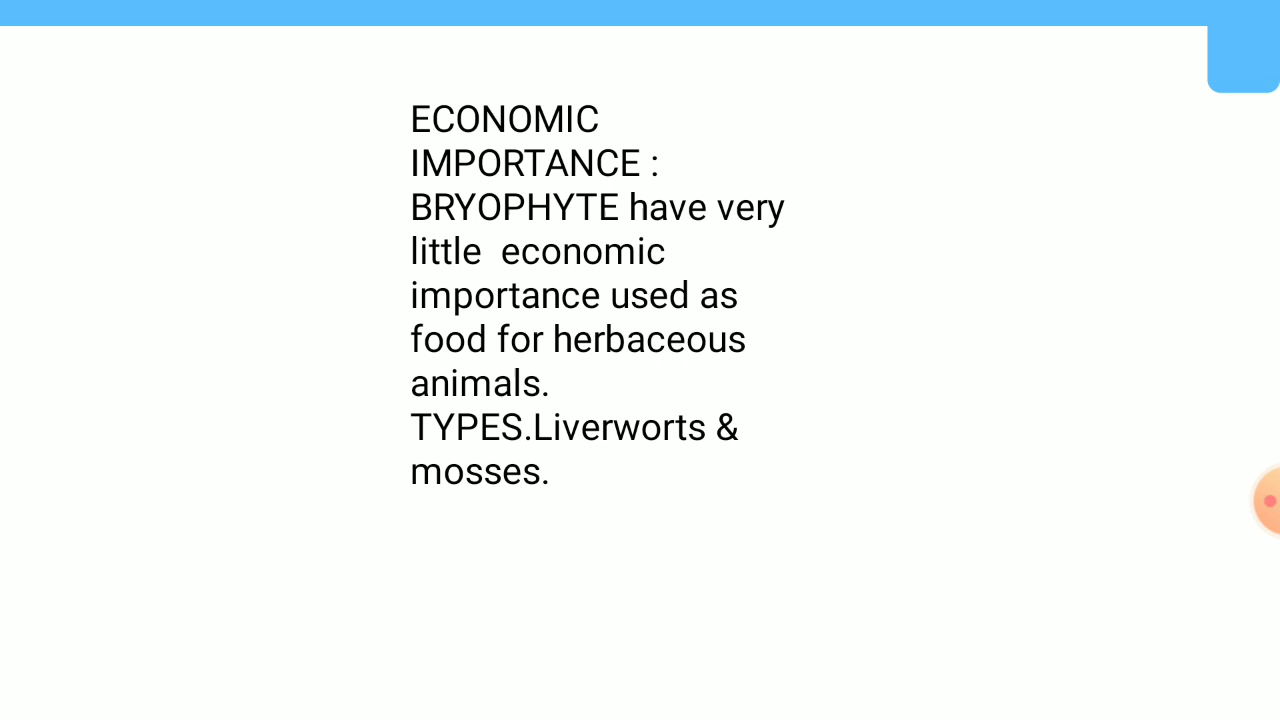 ECONOMIC
IMPORTANCE :
BRYOPHYTE have very
little  economic
importance used as
food for herbaceous
animals.
TYPES.Liverworts &
mosses.